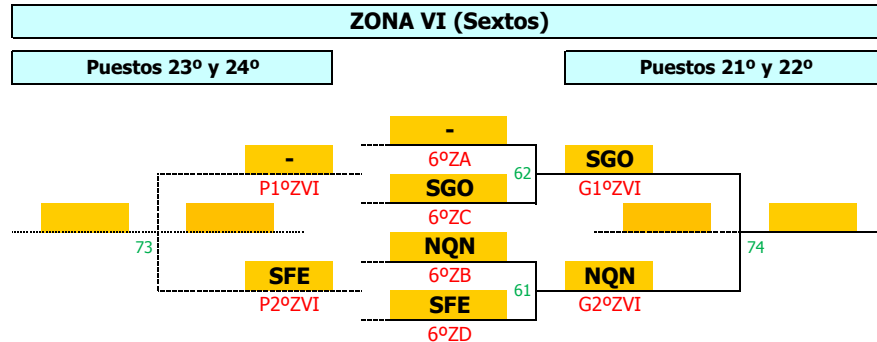 ZONA VI (Sextos)
Puestos 23º y 24º
Puestos 21º y 22º
-
-
6ºZA
62
SGO
P1ºZVI
G1ºZVI
SGO
6ºZC
NQN
73
74
6ºZB
SFE
61
NQN
P2ºZVI
SFE
G2ºZVI
6ºZD